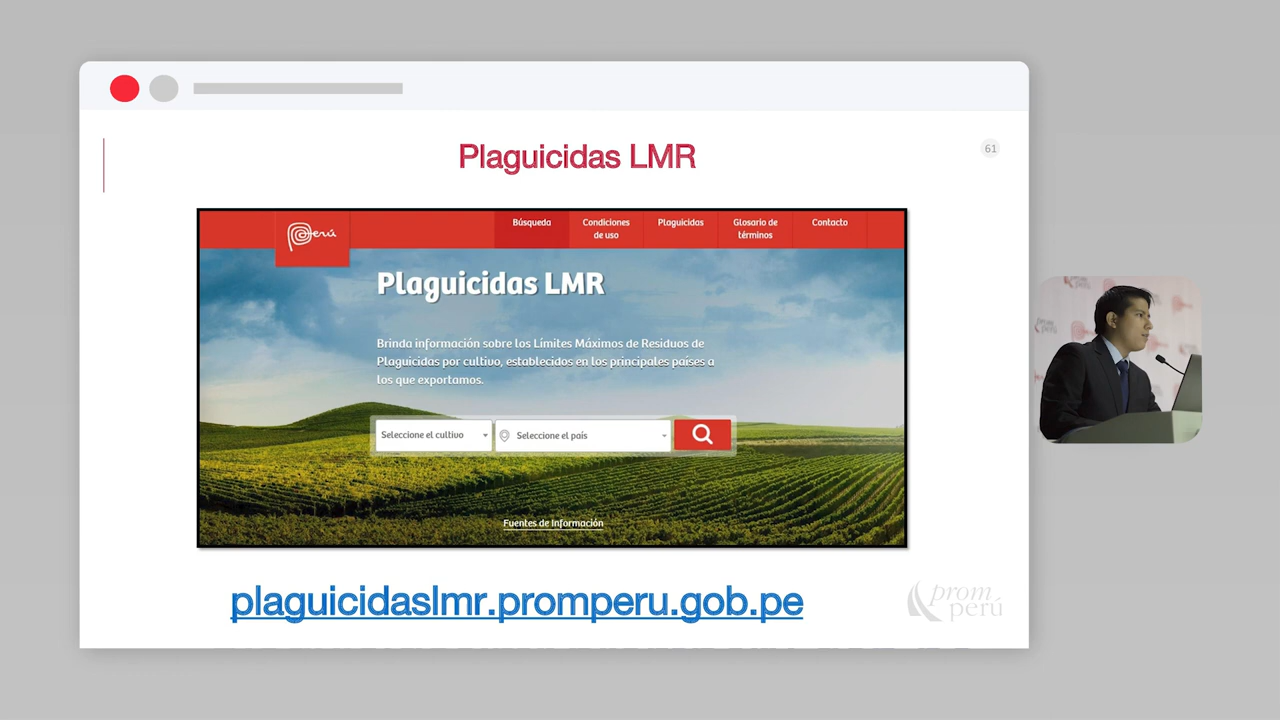 Plaguicidas LMR
61
Perú
Búsqueda
Condiciones
de uso
Plaguicidas
Glosario de
términos
Contacto
Plaguicidas LMR
Brinda información sobre los Límites Máximos de Residuos de
Plaguicidas por cultivo, establecidos en los principales países a
los que exportamos.
Seleccione el cultivo
Seleccione el país
Fuentes de Información
plaguicidaslmr.promperu.gob.pe
prom
perú